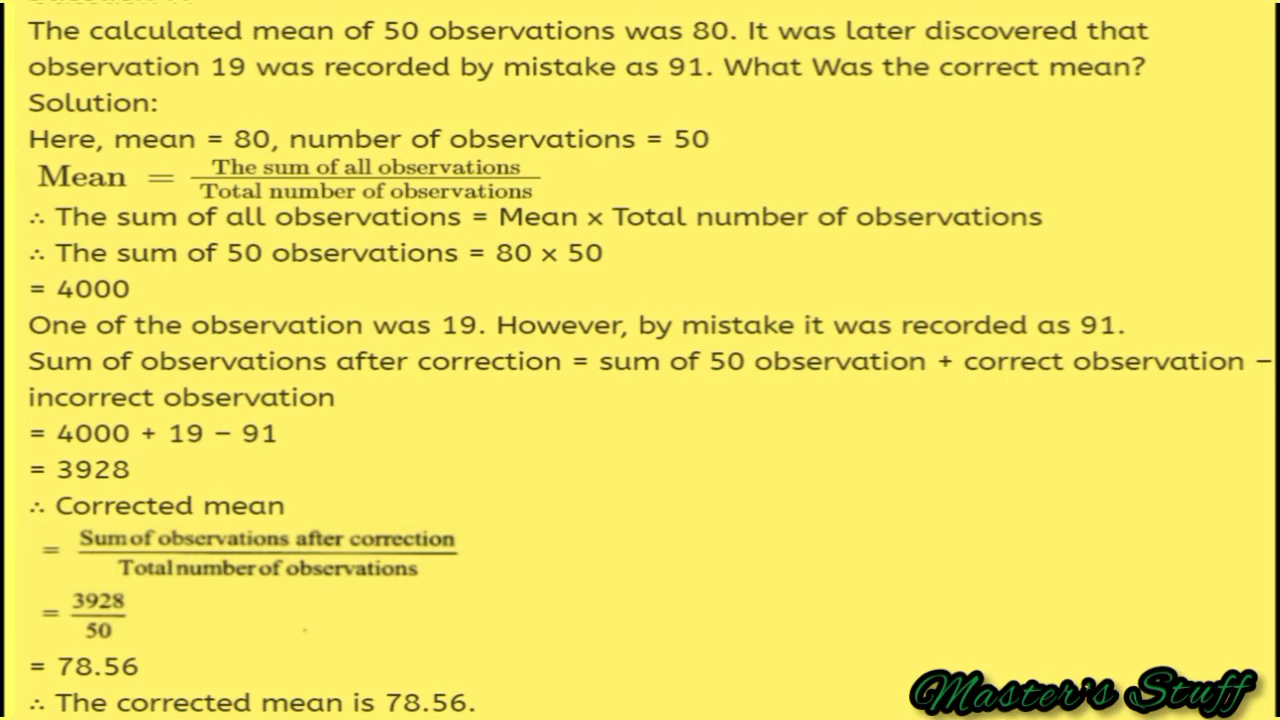 The calculated mean of 50 observations was 80. It was later discovered that
observation 19 was recorded by mistake as 91. What Was the correct mean?
Solution:
Here, mean = 80, number of observations = 50
Mean = The sum of all observations / Total number of observations
∴ The sum of all observations = Mean × Total number of observations
∴ The sum of 50 observations = 80 × 50
= 4000
One of the observation was 19. However, by mistake it was recorded as 91.
Sum of observations after correction = sum of 50 observation + correct observation −
incorrect observation
= 4000 + 19 − 91
= 3928
∴ Corrected mean
= Sum of observations after correction / Total number of observations
= 3928 / 50
= 78.56
∴ The corrected mean is 78.56.
Master's Stuff